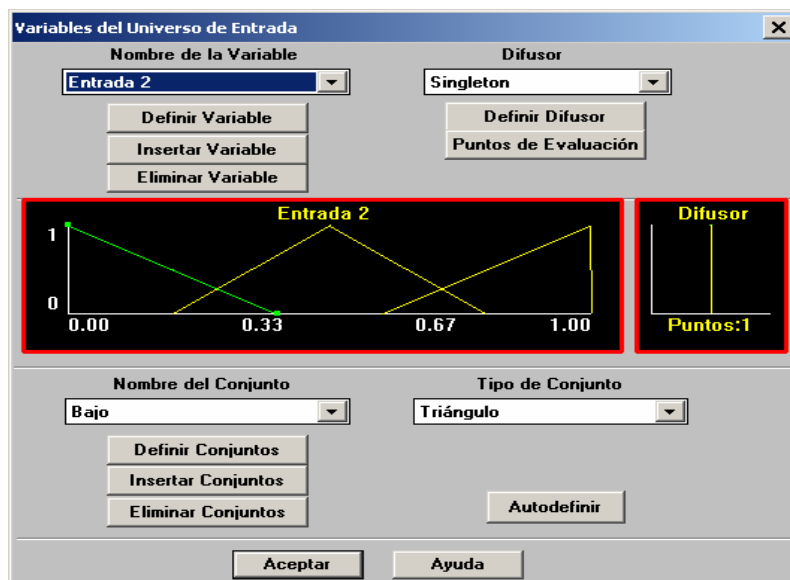 Variables del Universo de Entrada
Nombre de la Variable
Difusor
Entrada 2
Singleton
Definir Variable
Definir Difusor
Insertar Variable
Puntos de Evaluación
Eliminar Variable
Entrada 2
Difusor
1
0
0.00 0.33 0.67 1.00
Puntos:1
Nombre del Conjunto
Tipo de Conjunto
Bajo
Triángulo
Definir Conjuntos
Insertar Conjuntos
Eliminar Conjuntos
Autodefinir
Aceptar
Ayuda